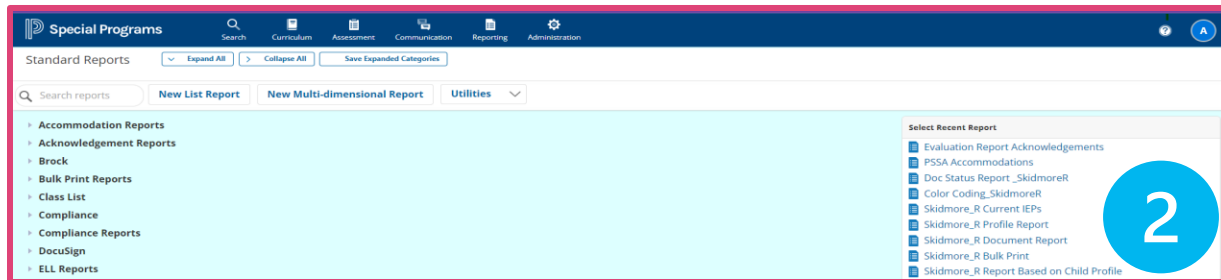 Special Programs
Search
Curriculum
Assessment
Communication
Reporting
Administration
?
A
Standard Reports
Expand All
Collapse All
Save Expanded Categories
Search reports
New List Report
New Multi-dimensional Report
Utilities
Accommodation Reports
Acknowledgement Reports
Brock
Bulk Print Reports
Class List
Compliance
Compliance Reports
DocuSign
ELL Reports
Select Recent Report
Evaluation Report Acknowledgements
PSSA Accommodations
Doc Status Report _SkidmoreR
Color Coding_SkidmoreR
Skidmore_R Current IEPs
Skidmore_R Profile Report
Skidmore_R Document Report
Skidmore_R Bulk Print
Skidmore_R Report Based on Child Profile
2